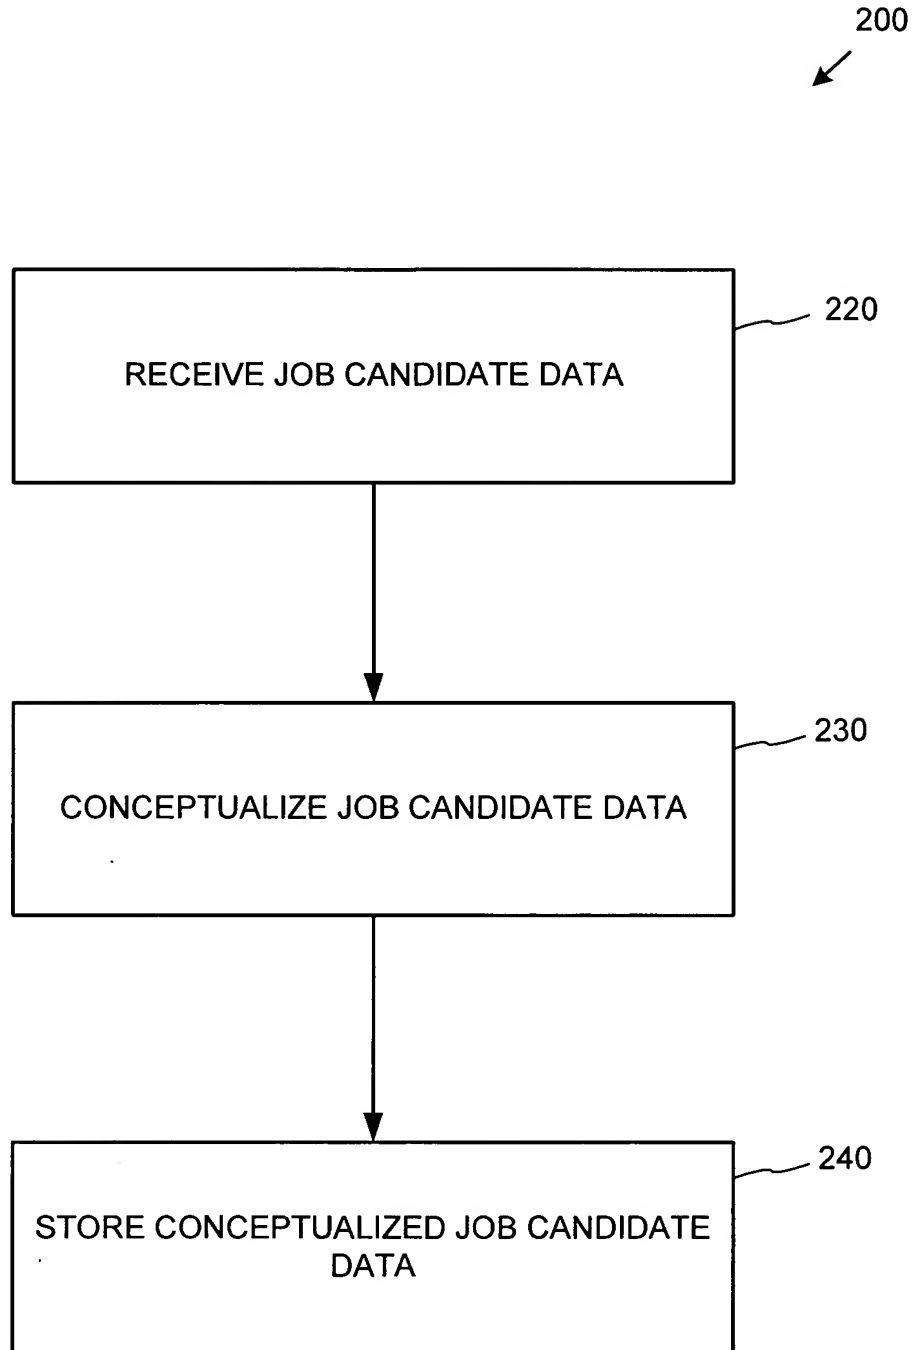 200
RECEIVE JOB CANDIDATE DATA
220
CONCEPTUALIZE JOB CANDIDATE DATA
230
STORE CONCEPTUALIZED JOB CANDIDATE
DATA
240